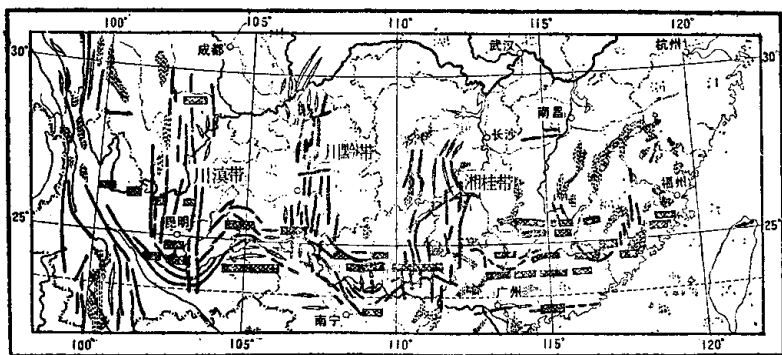 100° 105° 110° 115° 120°
30° 成都 武汉 杭州 30°
南昌
长沙
川滇带 川黔带 湘桂带
福州
25° 昆明 25°
广州
南宁
100° 105° 110° 115° 120°